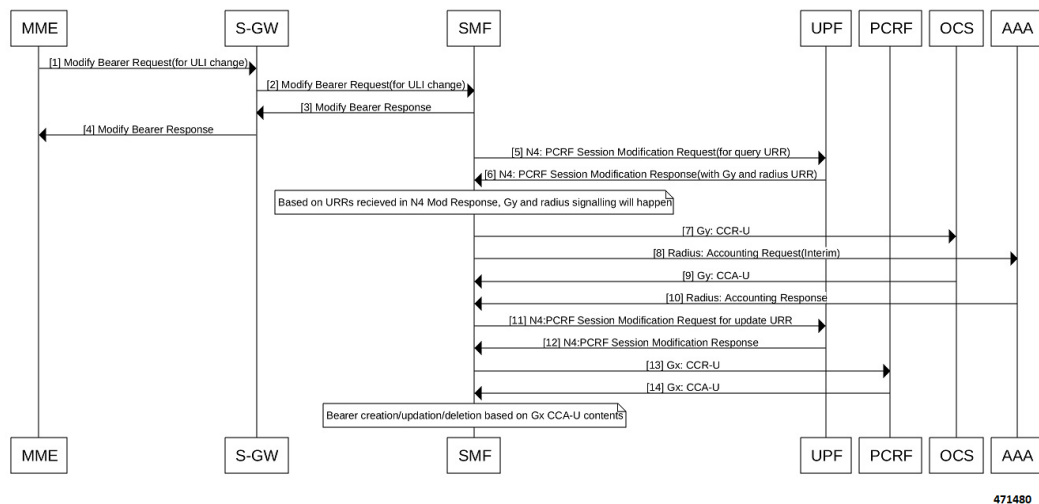 MME S-GW SMF UPF PCRF OCS AAA
[1] Modify Bearer Request(for ULI change)
[2] Modify Bearer Request(for ULI change)
[3] Modify Bearer Response
[4] Modify Bearer Response
[5] N4: PCRF Session Modification Request(for query URR)
[6] N4: PCRF Session Modification Response(with Gy and radius URR)
Based on URRs recieved in N4 Mod Response, Gy and radius signalling will happen
[7] Gy: CCR-U
[8] Radius: Accounting Request(Interim)
[9] Gy: CCA-U
[10] Radius: Accounting Response
[11] N4:PCRF Session Modification Request for update URR
[12] N4:PCRF Session Modification Response
[13] Gx: CCR-U
[14] Gx: CCA-U
Bearer creation/updation/deletion based on Gx CCA-U contents
MME S-GW SMF UPF PCRF OCS AAA
471480